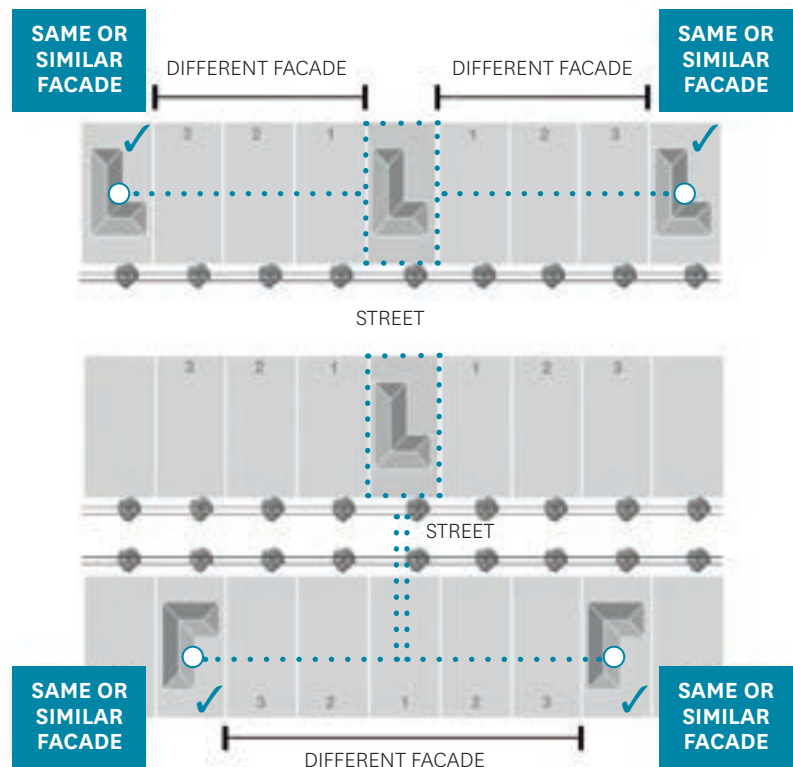 SAME OR
SIMILAR
FACADE
DIFFERENT FACADE
DIFFERENT FACADE
SAME OR
SIMILAR
FACADE
3 2 1 1 2 3
STREET
3 2 1 1 2 3
STREET
SAME OR
SIMILAR
FACADE
3 2 1 2 3
SAME OR
SIMILAR
FACADE
DIFFERENT FACADE